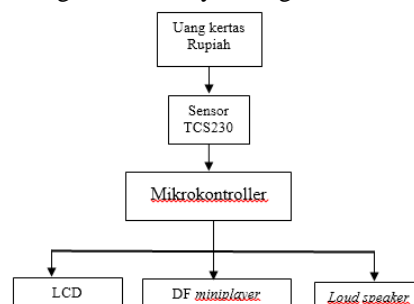 Uang kertas
Rupiah
Sensor
TCS230
Mikrokontroller
LCD
DF miniplayer
Loud speaker